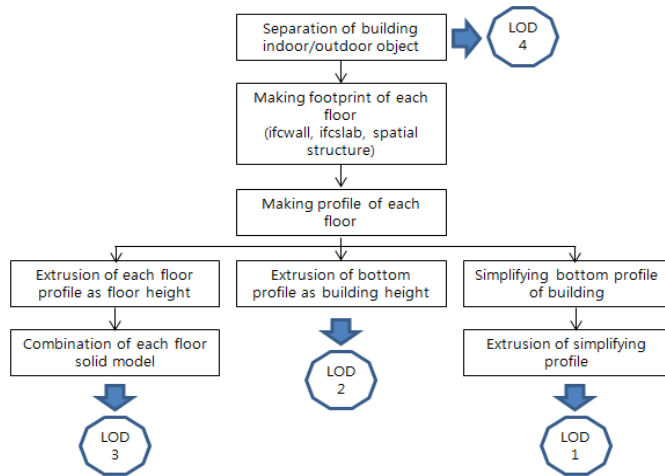 Separation of building
indoor/outdoor object
LOD
4
Making footprint of each
floor
(ifcwall, ifcslab, spatial
structure)
Making profile of each
floor
Extrusion of each floor
profile as floor height
Extrusion of bottom
profile as building height
Simplifying bottom profile
of building
Combination of each floor
solid model
Extrusion of simplifying
profile
LOD
2
LOD
3
LOD
1